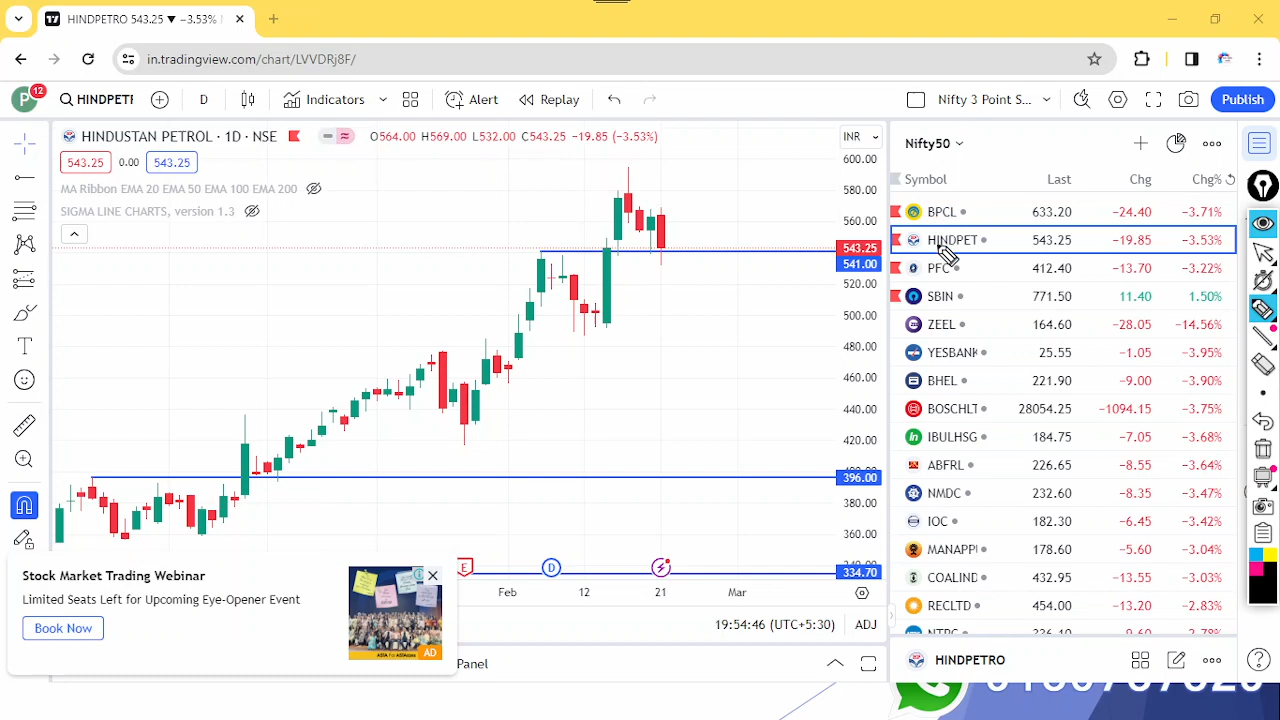 HINDPETRO 543.25 ▼ −3.53%
in.tradingview.com/chart/LVVDRj8F/
P 12 HINDPETR D Indicators Alert Replay Nifty 3 Point S... Publish
HINDUSTAN PETROL · 1D · NSE O564.00 H569.00 L532.00 C543.25 −19.85 (−3.53%)
543.25 0.00 543.25
MA Ribbon EMA 20 EMA 50 EMA 100 EMA 200
SIGMA LINE CHARTS, version 1.3
INR
600.00
580.00
560.00
543.25
541.00
520.00
500.00
480.00
460.00
440.00
420.00
396.00
380.00
360.00
334.70
E D
Feb 12 21 Mar
19:54:46 (UTC+5:30) ADJ
Panel
Stock Market Trading Webinar
Limited Seats Left for Upcoming Eye-Opener Event
Book Now
AD
Nifty50
Symbol Last Chg Chg%
BPCL 633.20 −24.40 −3.71%
HINDPET 543.25 −19.85 −3.53%
PFC 412.40 −13.70 −3.22%
SBIN 771.50 11.40 1.50%
ZEEL 164.60 −28.05 −14.56%
YESBANK 25.55 −1.05 −3.95%
BHEL 221.90 −9.00 −3.90%
BOSCHLT 28054.25 −1094.15 −3.75%
IBULHSG 184.75 −7.05 −3.68%
ABFRL 226.65 −8.55 −3.64%
NMDC 232.60 −8.35 −3.47%
IOC 182.30 −6.45 −3.42%
MANAPPI 178.60 −5.60 −3.04%
COALIND 432.95 −13.55 −3.03%
RECLTD 454.00 −13.20 −2.83%
HINDPETRO